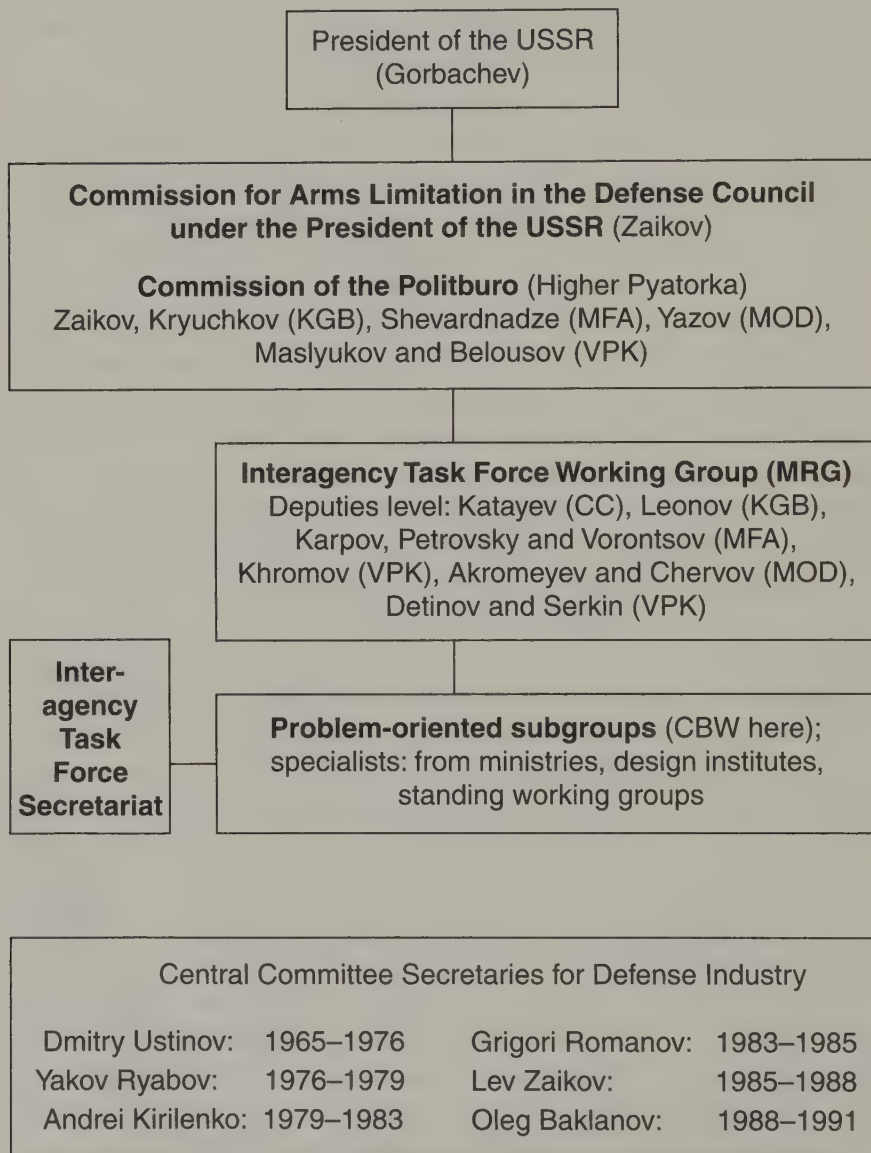 President of the USSR
(Gorbachev)
Commission for Arms Limitation in the Defense Council
under the President of the USSR (Zaikov)
Commission of the Politburo (Higher Pyatorka)
Zaikov, Kryuchkov (KGB), Shevardnadze (MFA), Yazov (MOD),
Maslyukov and Belousov (VPK)
Interagency Task Force Working Group (MRG)
Deputies level: Katayev (CC), Leonov (KGB),
Karpov, Petrovsky and Vorontsov (MFA),
Khromov (VPK), Akromeyev and Chervov (MOD),
Detinov and Serkin (VPK)
Inter-
agency
Task
Force
Secretariat
Problem-oriented subgroups (CBW here);
specialists: from ministries, design institutes,
standing working groups
Central Committee Secretaries for Defense Industry
Dmitry Ustinov: 1965–1976
Yakov Ryabov: 1976–1979
Andrei Kirilenko: 1979–1983
Grigori Romanov: 1983–1985
Lev Zaikov: 1985–1988
Oleg Baklanov: 1988–1991